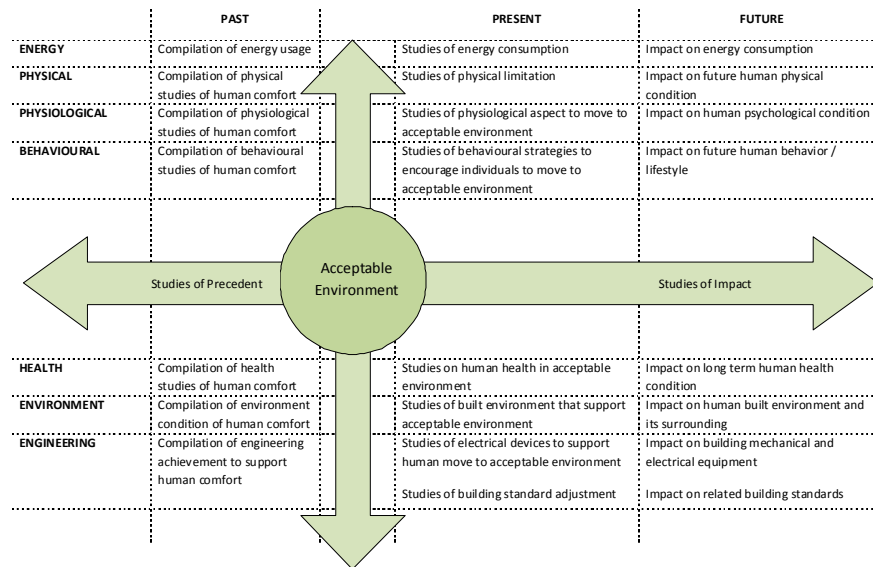 PAST PRESENT FUTURE
ENERGY Compilation of energy usage Studies of energy consumption Impact on energy consumption
PHYSICAL Compilation of physical Studies of physical limitation Impact on future human physical
studies of human comfort condition
PHYSIOLOGICAL Compilation of physiological Studies of physiological aspect to move to Impact on human psychological condition
studies of human comfort acceptable environment
BEHAVIOURAL Compilation of behavioural Studies of behavioural strategies to Impact on future human behavior /
studies of human comfort encourage individuals to move to lifestyle
acceptable environment
Acceptable
Environment
Studies of Precedent Studies of Impact
HEALTH Compilation of health Studies on human health in acceptable Impact on long term human health
studies of human comfort environment condition
ENVIRONMENT Compilation of environment Studies of built environment that support Impact on human built environment and
condition of human comfort acceptable environment its surrounding
ENGINEERING Compilation of engineering Studies of electrical devices to support Impact on building mechanical and
achievement to support human move to acceptable environment electrical equipment
human comfort
Studies of building standard adjustment Impact on related building standards